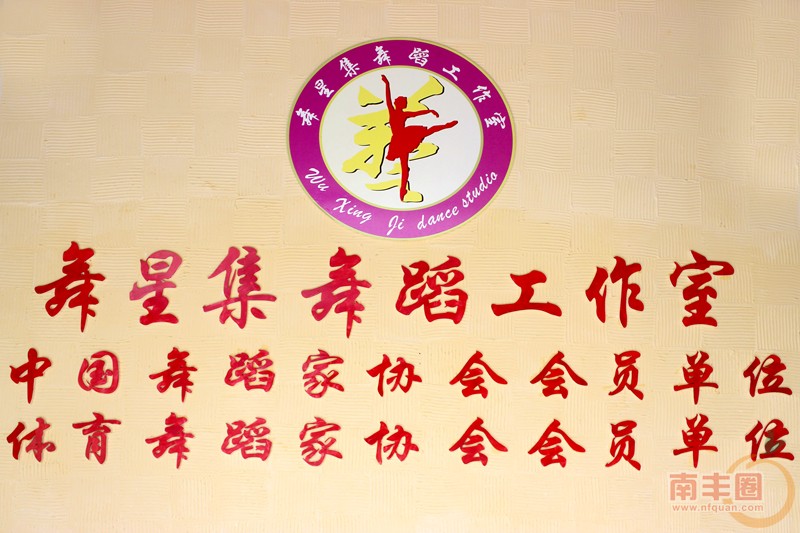 舞星集舞蹈工作室
Wu Xing Ji dance studio
舞星集舞蹈工作室
中国舞蹈家协会会员单位
体育舞蹈家协会会员单位
南丰圈
www.nfquan.com